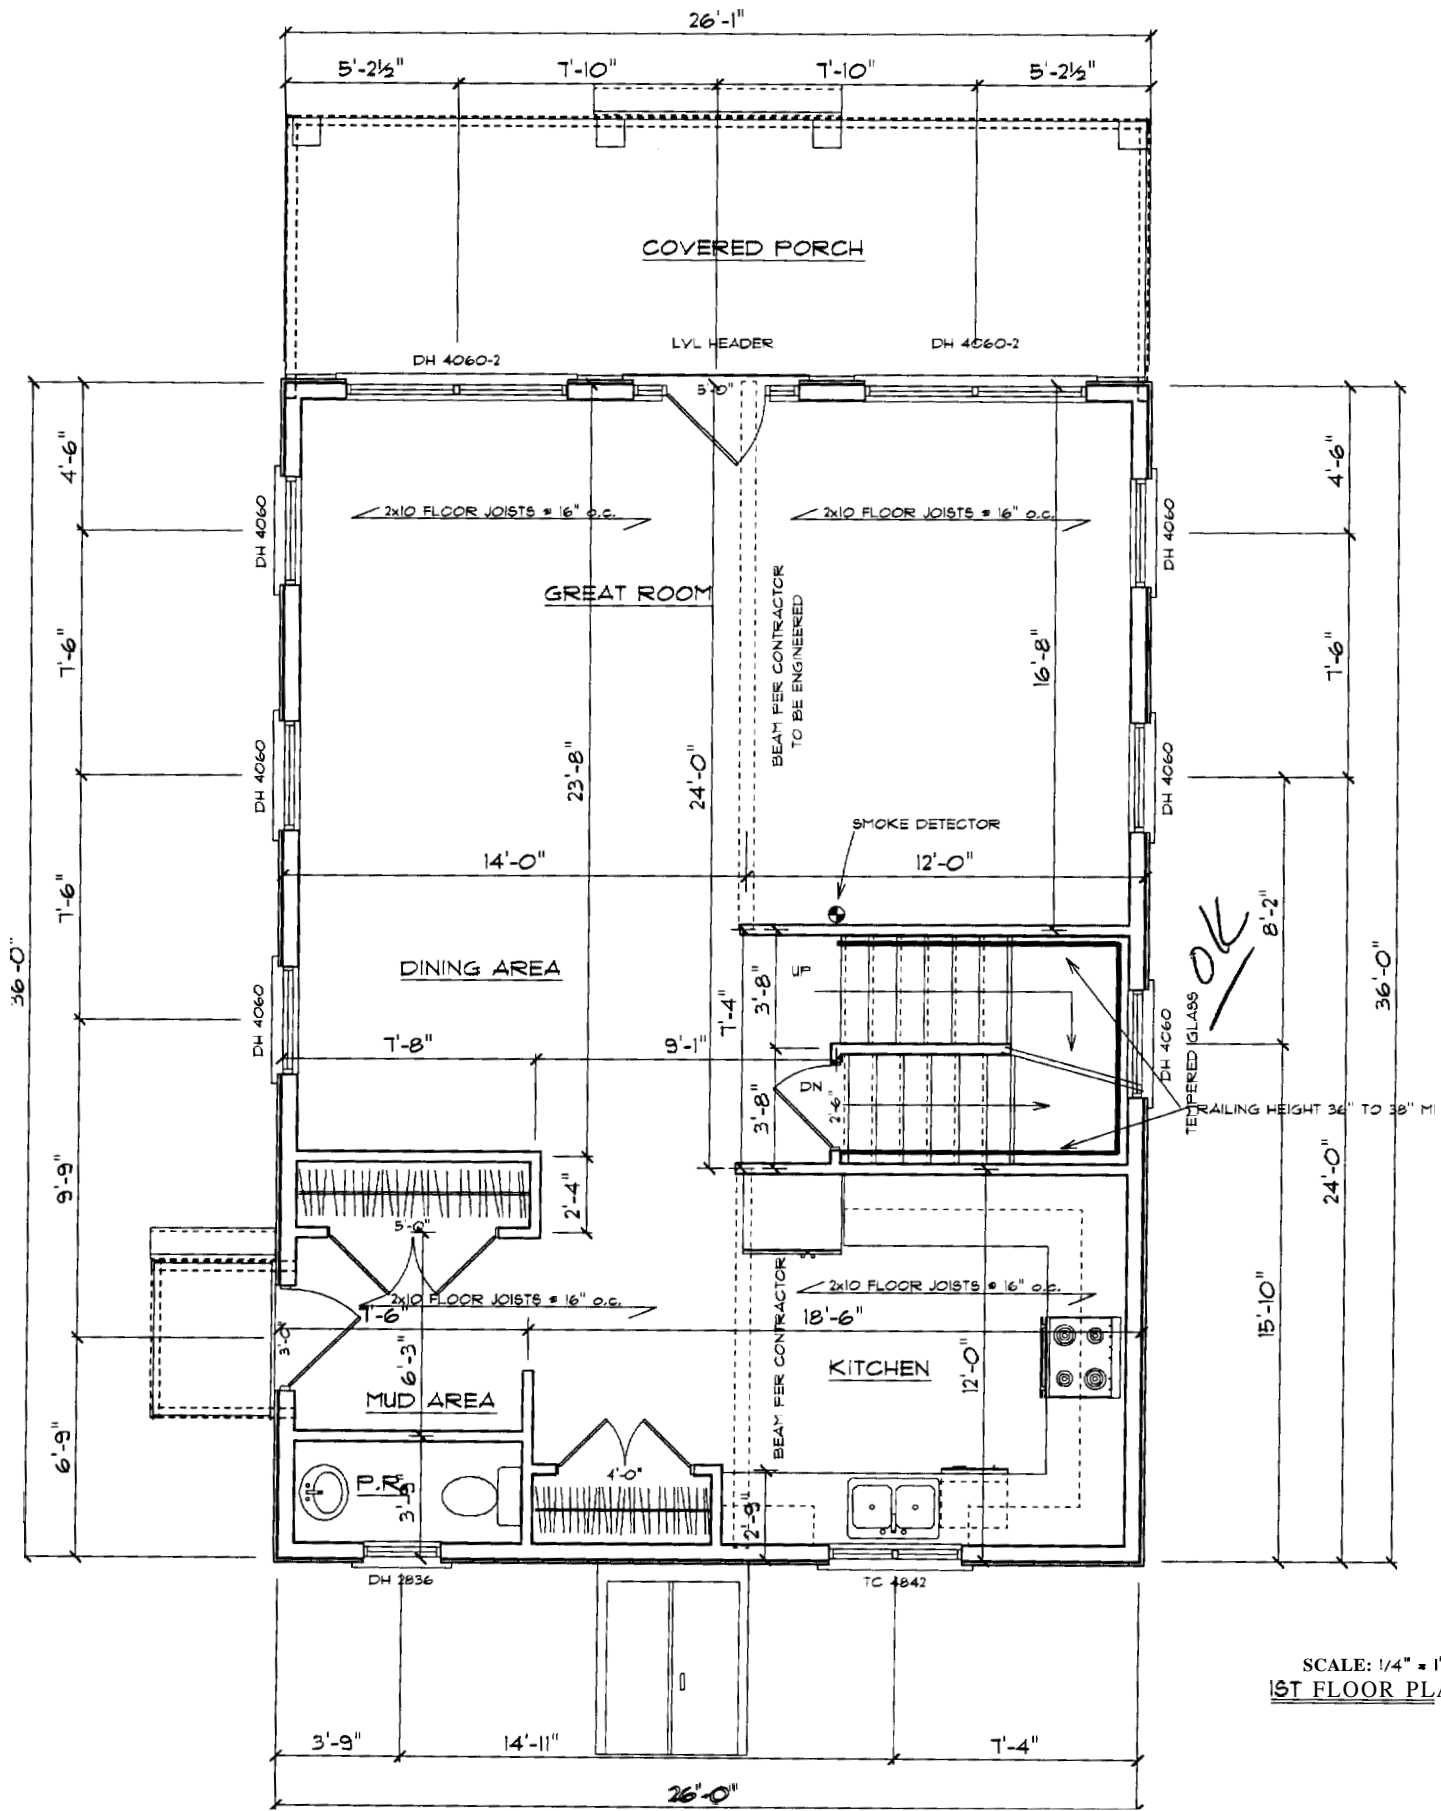 26'-1"
5'-2½" 7'-10" 7'-10" 5'-2½"
COVERED PORCH
LVL HEADER
DH 4060-2
DH 4060-2
5'-0"
4'-6"
4'-6"
DH 4060
DH 4060
2x10 FLOOR JOISTS @ 16" o.c.
2x10 FLOOR JOISTS @ 16" o.c.
GREAT ROOM
BEAM PER CONTRACTOR
TO BE ENGINEERED
7'-6"
16'-8"
7'-6"
DH 4060
23'-8"
24'-0"
DH 4060
SMOKE DETECTOR
14'-0"
12'-0"
7'-6"
8'-2"
OK
36'-0"
36'-0"
DINING AREA
UP
3'-8"
7'-4"
DH 4060
DH 4060
TEMPERED GLASS
7'-8"
9'-1"
DN
2'-6"
3'-8"
RAILING HEIGHT 36" TO 38" MI
9'-9"
2'-4"
24'-0"
5'-0"
2x10 FLOOR JOISTS @ 16" o.c.
2x10 FLOOR JOISTS @ 16" o.c.
7'-6"
18'-6"
15'-10"
3'-0"
6'-3"
BEAM PER CONTRACTOR
12'-0"
KITCHEN
MUD AREA
6'-9"
P.R.
3'-9"
4'-0"
2'-9"
DH 2836
TC 4842
SCALE: 1/4" = 1'
1ST FLOOR PLA
3'-9" 14'-11" 7'-4"
26'-0"